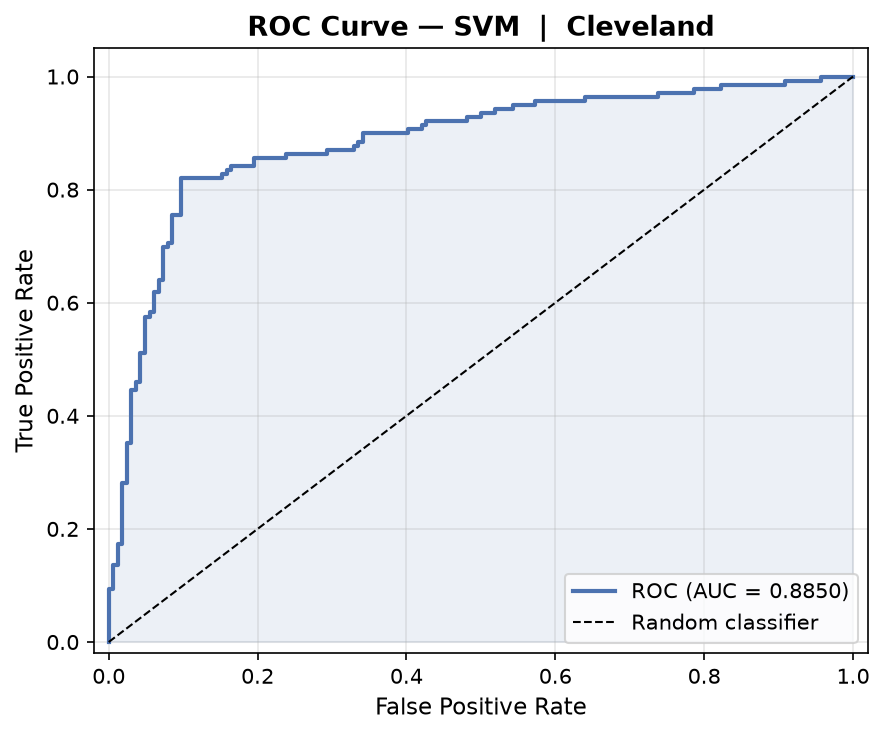 ROC Curve — SVM | Cleveland
True Positive Rate
1.0
0.8
0.6
0.4
0.2
0.0
0.0 0.2 0.4 0.6 0.8 1.0
False Positive Rate
ROC (AUC = 0.8850)
Random classifier